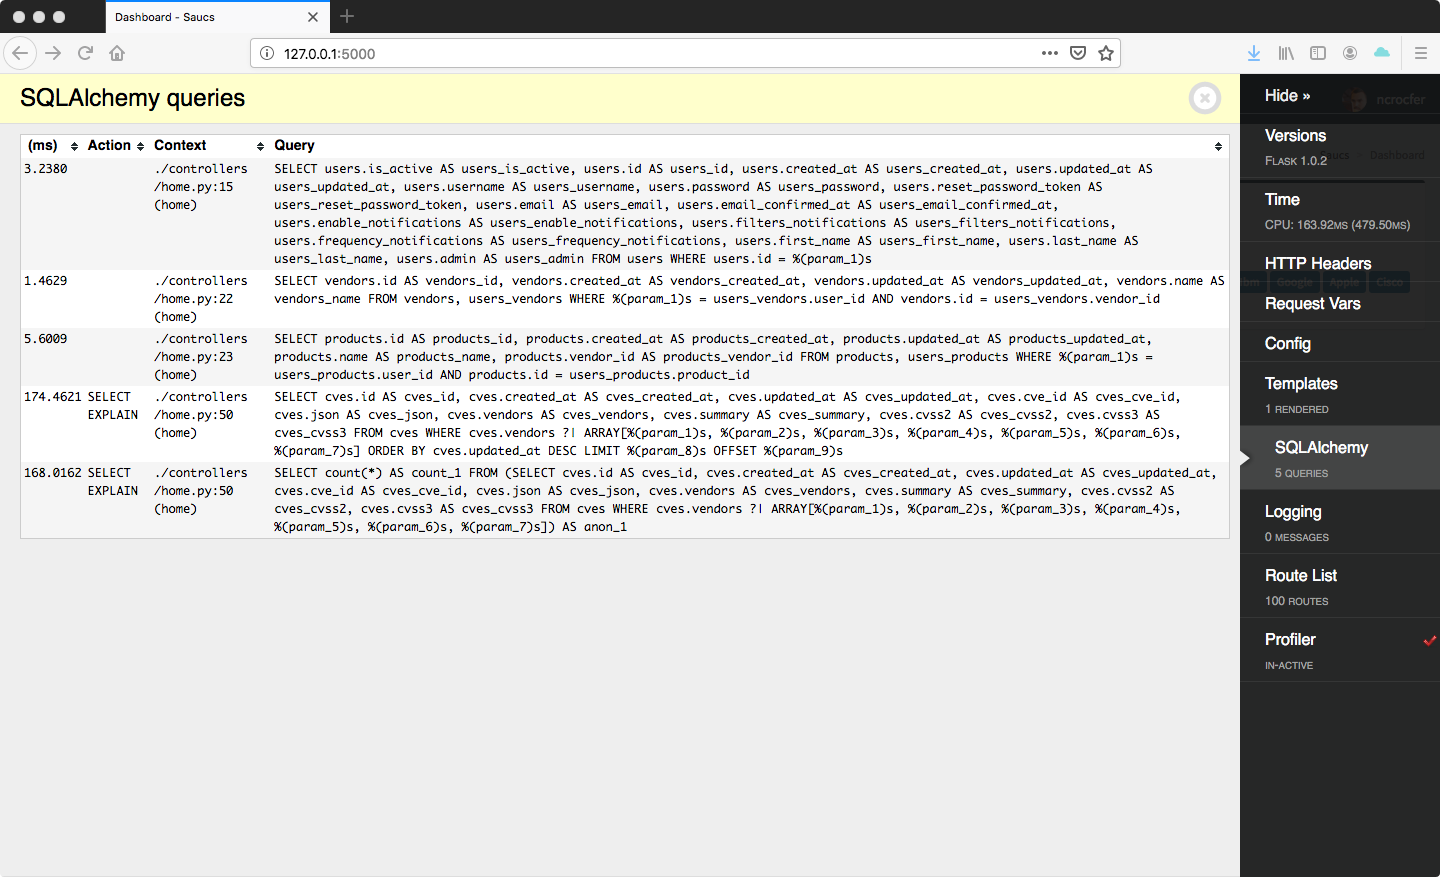 Dashboard - Saucs
127.0.0.1:5000
SQLAlchemy queries
(ms) Action Context Query
3.2380 ./controllers SELECT users.is_active AS users_is_active, users.id AS users_id, users.created_at AS users_created_at, users.updated_at AS
/home.py:15 users_updated_at, users.username AS users_username, users.password AS users_password, users.reset_password_token AS
(home) users_reset_password_token, users.email AS users_email, users.email_confirmed_at AS users_email_confirmed_at,
users.enable_notifications AS users_enable_notifications, users.filters_notifications AS users_filters_notifications,
users.frequency_notifications AS users_frequency_notifications, users.first_name AS users_first_name, users.last_name AS
users_last_name, users.admin AS users_admin FROM users WHERE users.id = %(param_1)s
1.4629 ./controllers SELECT vendors.id AS vendors_id, vendors.created_at AS vendors_created_at, vendors.updated_at AS vendors_updated_at, vendors.name AS
/home.py:22 vendors_name FROM vendors, users_vendors WHERE %(param_1)s = users_vendors.user_id AND vendors.id = users_vendors.vendor_id
(home)
5.6009 ./controllers SELECT products.id AS products_id, products.created_at AS products_created_at, products.updated_at AS products_updated_at,
/home.py:23 products.name AS products_name, products.vendor_id AS products_vendor_id FROM products, users_products WHERE %(param_1)s =
(home) users_products.user_id AND products.id = users_products.product_id
174.4621 SELECT ./controllers SELECT cves.id AS cves_id, cves.created_at AS cves_created_at, cves.updated_at AS cves_updated_at, cves.cve_id AS cves_cve_id,
EXPLAIN /home.py:50 cves.json AS cves_json, cves.vendors AS cves_vendors, cves.summary AS cves_summary, cves.cvss2 AS cves_cvss2, cves.cvss3 AS
(home) cves_cvss3 FROM cves WHERE cves.vendors ?| ARRAY[%(param_1)s, %(param_2)s, %(param_3)s, %(param_4)s, %(param_5)s, %(param_6)s,
%(param_7)s] ORDER BY cves.updated_at DESC LIMIT %(param_8)s OFFSET %(param_9)s
168.0162 SELECT ./controllers SELECT count(*) AS count_1 FROM (SELECT cves.id AS cves_id, cves.created_at AS cves_created_at, cves.updated_at AS cves_updated_at,
EXPLAIN /home.py:50 cves.cve_id AS cves_cve_id, cves.json AS cves_json, cves.vendors AS cves_vendors, cves.summary AS cves_summary, cves.cvss2 AS
(home) cves_cvss2, cves.cvss3 AS cves_cvss3 FROM cves WHERE cves.vendors ?| ARRAY[%(param_1)s, %(param_2)s, %(param_3)s, %(param_4)s,
%(param_5)s, %(param_6)s, %(param_7)s]) AS anon_1
Hide »
ncrocfer
Versions
FLASK 1.0.2
Saucs Dashboard
Time
CPU: 163.92MS (479.50MS)
HTTP Headers
Google Apple Cisco
Request Vars
Config
Templates
1 RENDERED
SQLAlchemy
5 QUERIES
Logging
0 MESSAGES
Route List
100 ROUTES
Profiler
IN-ACTIVE